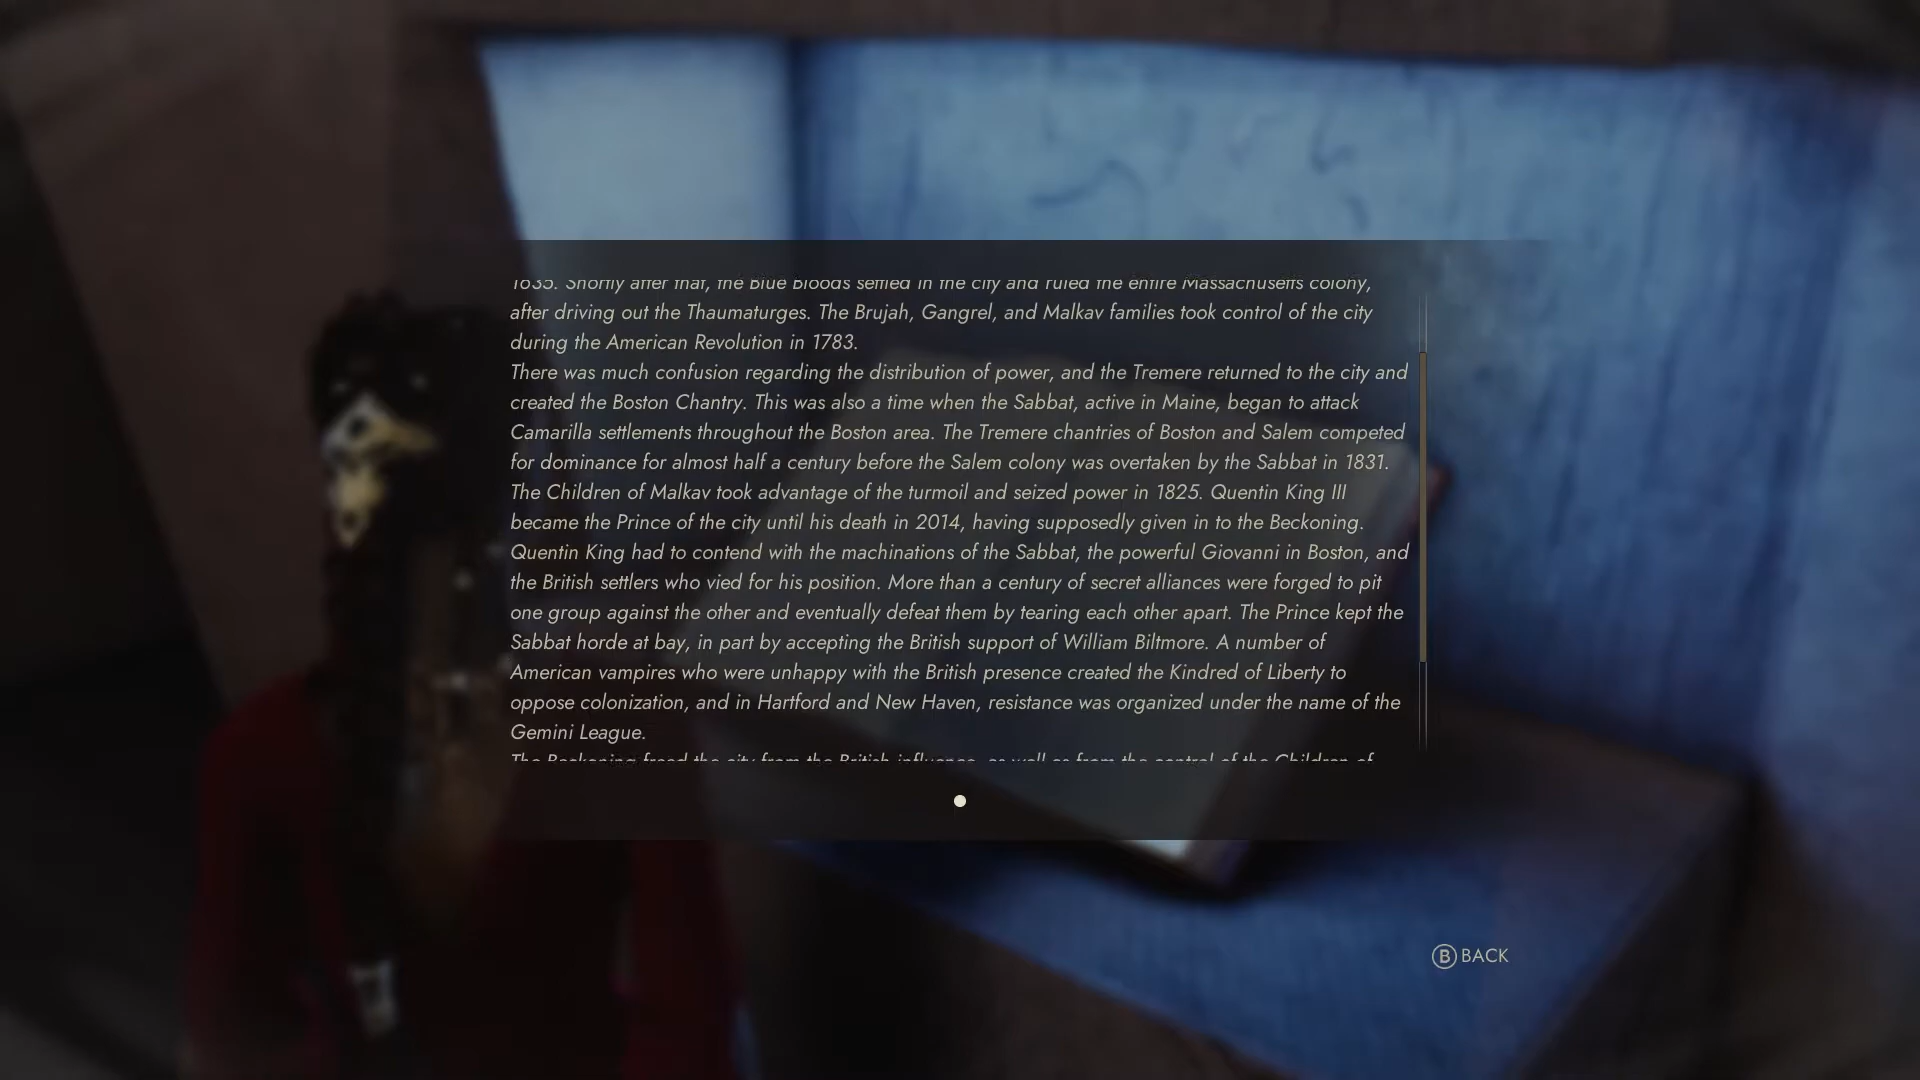 1635. Shortly after that, the Blue Bloods settled in the city and ruled the entire Massachusetts colony,
after driving out the Thaumaturges. The Brujah, Gangrel, and Malkav families took control of the city
during the American Revolution in 1783.
There was much confusion regarding the distribution of power, and the Tremere returned to the city and
created the Boston Chantry. This was also a time when the Sabbat, active in Maine, began to attack
Camarilla settlements throughout the Boston area. The Tremere chantries of Boston and Salem competed
for dominance for almost half a century before the Salem colony was overtaken by the Sabbat in 1831.
The Children of Malkav took advantage of the turmoil and seized power in 1825. Quentin King III
became the Prince of the city until his death in 2014, having supposedly given in to the Beckoning.
Quentin King had to contend with the machinations of the Sabbat, the powerful Giovanni in Boston, and
the British settlers who vied for his position. More than a century of secret alliances were forged to pit
one group against the other and eventually defeat them by tearing each other apart. The Prince kept the
Sabbat horde at bay, in part by accepting the British support of William Biltmore. A number of
American vampires who were unhappy with the British presence created the Kindred of Liberty to
oppose colonization, and in Hartford and New Haven, resistance was organized under the name of the
Gemini League.
The Beckoning freed the city from the British influence, as well as from the control of the Children of
B BACK